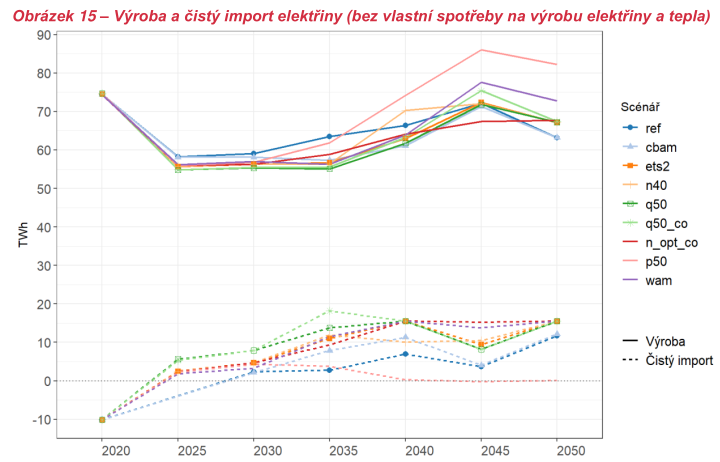 Obrázek 15 – Výroba a čistý import elektřiny (bez vlastní spotřeby na výrobu elektřiny a tepla)
90
80
70
60
50
40
30
20
10
0
-10
TWh
2020 2025 2030 2035 2040 2045 2050
Scénář
ref
cbam
ets2
n40
q50
q50_co
n_opt_co
p50
wam
Výroba
Čistý import